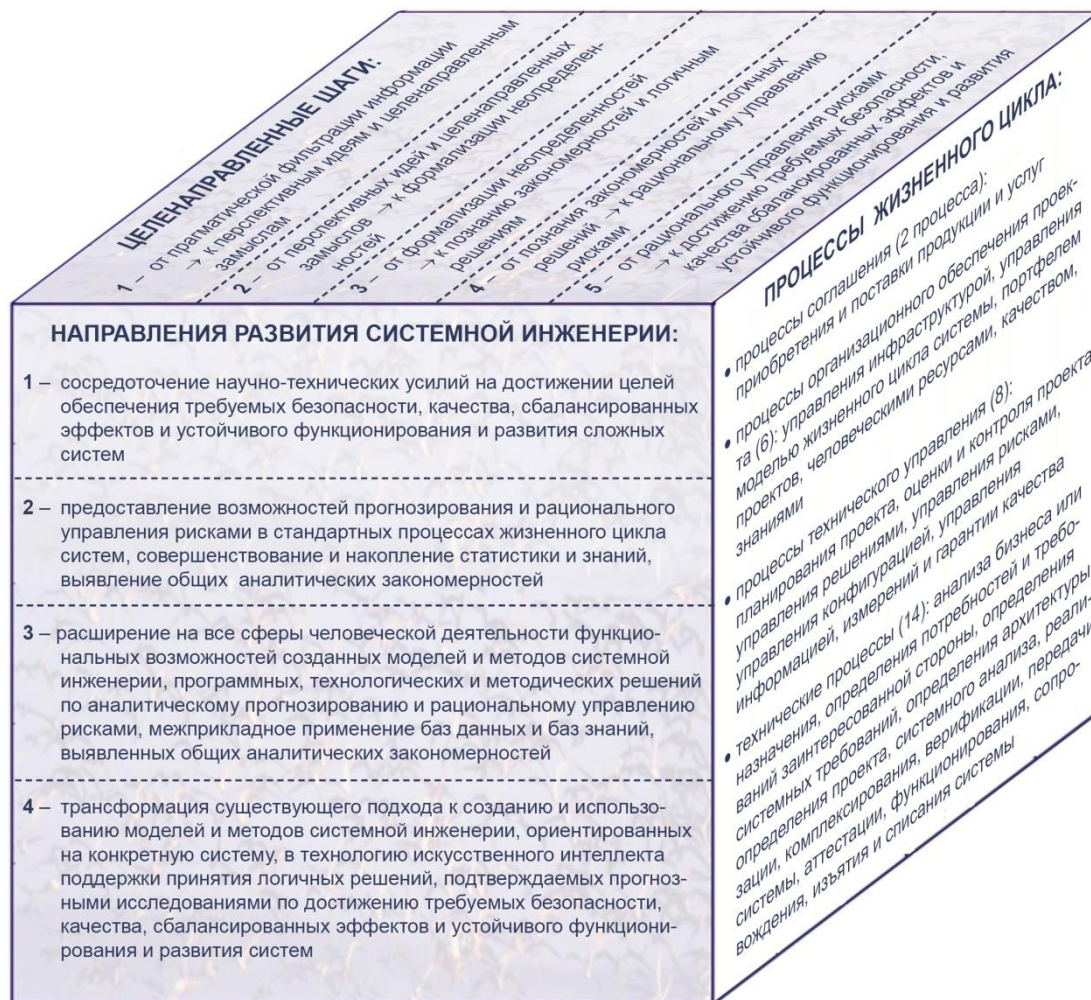 ЦЕЛЕНАПРАВЛЕННЫЕ ШАГИ:
1 – от прагматической фильтрации информации
→ к перспективным идеям и целенаправленным
замыслам
2 – от перспективных идей и целенаправленных
замыслов → к формализации неопределен-
ностей
3 – от формализации неопределенностей
→ к познанию закономерностей и логичным
решениям
4 – от познания закономерностей и логичных
решений → к рациональному управлению
рисками
5 – от рационального управления рисками
→ к достижению требуемых безопасности,
качества сбалансированных эффектов и
устойчивого функционирования и развития
НАПРАВЛЕНИЯ РАЗВИТИЯ СИСТЕМНОЙ ИНЖЕНЕРИИ:
1 – сосредоточение научно-технических усилий на достижении целей
обеспечения требуемых безопасности, качества, сбалансированных
эффектов и устойчивого функционирования и развития сложных
систем
2 – предоставление возможностей прогнозирования и рационального
управления рисками в стандартных процессах жизненного цикла
систем, совершенствование и накопление статистики и знаний,
выявление общих аналитических закономерностей
3 – расширение на все сферы человеческой деятельности функцио-
нальных возможностей созданных моделей и методов системной
инженерии, программных, технологических и методических решений
по аналитическому прогнозированию и рациональному управлению
рисками, межприкладное применение баз данных и баз знаний,
выявленных общих аналитических закономерностей
4 – трансформация существующего подхода к созданию и использо-
ванию моделей и методов системной инженерии, ориентированных
на конкретную систему, в технологию искусственного интеллекта
поддержки принятия логичных решений, подтверждаемых прогноз-
ными исследованиями по достижению требуемых безопасности,
качества, сбалансированных эффектов и устойчивого функциони-
рования и развития систем
ПРОЦЕССЫ ЖИЗНЕННОГО ЦИКЛА:
• процессы соглашения (2 процесса):
приобретения и поставки продукции и услуг
• процессы организационного обеспечения проек-
та (6): управления инфраструктурой, управления
моделью жизненного цикла системы, портфелем
проектов, человеческими ресурсами, качеством,
знаниями
• процессы технического управления (8):
планирования проекта, оценки и контроля проекта,
управления решениями, управления рисками,
управления конфигурацией, управления
информацией, измерений и гарантии качества
• технические процессы (14): анализа бизнеса или
назначения, определения потребностей и требо-
ваний заинтересованной стороны, определения
системных требований, определения архитектуры,
определения проекта, системного анализа, реали-
зации, комплексирования, верификации, передачи
системы, аттестации, функционирования, сопро-
вождения, изъятия и списания системы